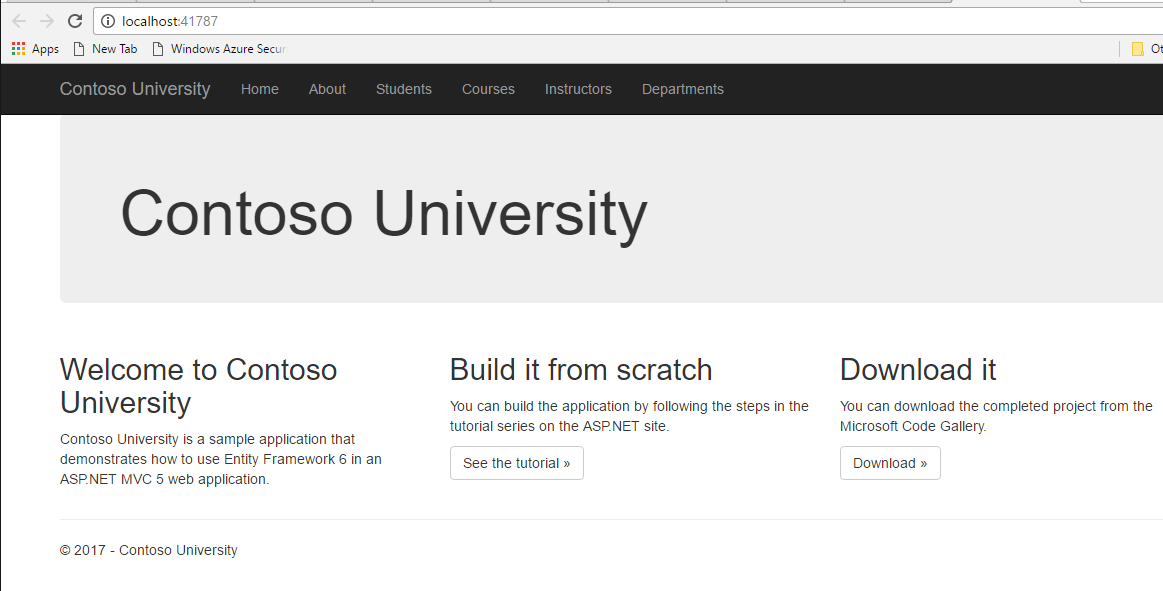 localhost:41787
Apps New Tab Windows Azure Secur
Contoso University Home About Students Courses Instructors Departments
Contoso University
Welcome to Contoso
University
Contoso University is a sample application that
demonstrates how to use Entity Framework 6 in an
ASP.NET MVC 5 web application.
Build it from scratch
You can build the application by following the steps in the
tutorial series on the ASP.NET site.
See the tutorial »
Download it
You can download the completed project from the
Microsoft Code Gallery.
Download »
© 2017 - Contoso University